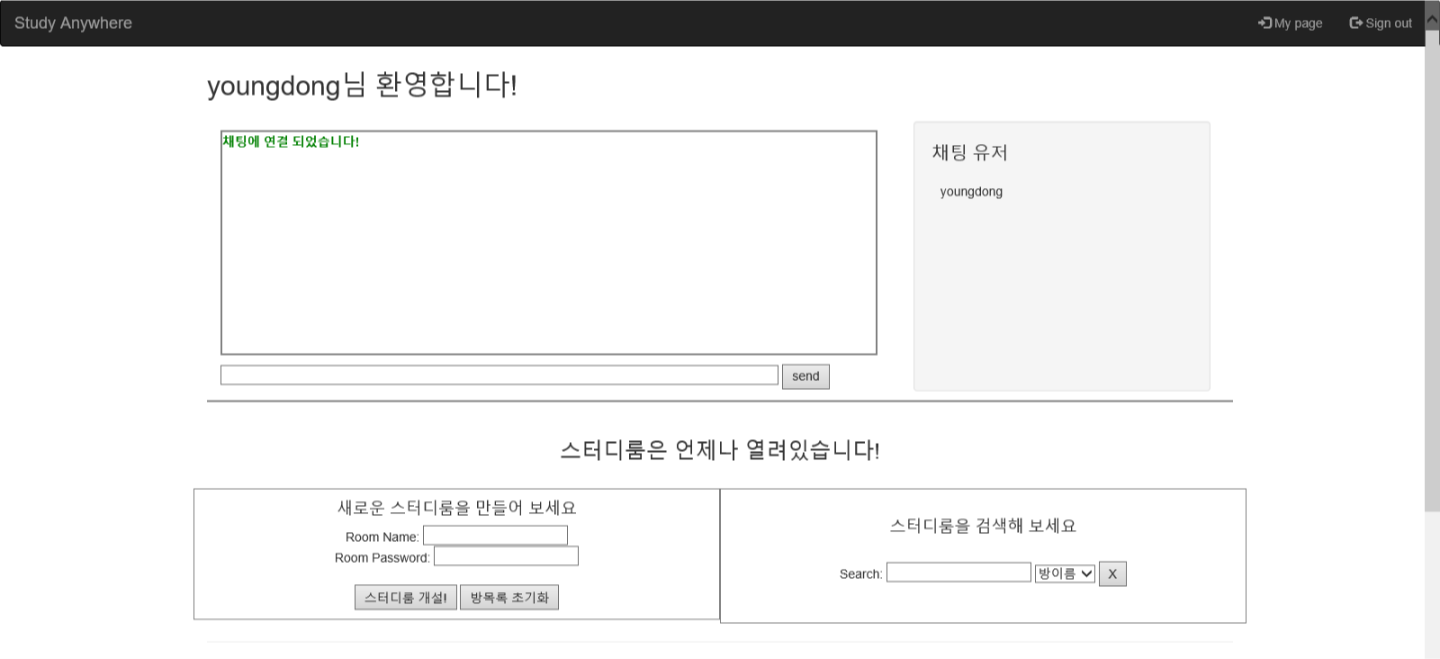 Study Anywhere My page Sign out
youngdong님 환영합니다!
채팅에 연결 되었습니다!
send
채팅 유저
youngdong
스터디룸은 언제나 열려있습니다!
새로운 스터디룸을 만들어 보세요
Room Name:
Room Password:
스터디룸 개설! 방목록 초기화
스터디룸을 검색해 보세요
Search: 방이름 X